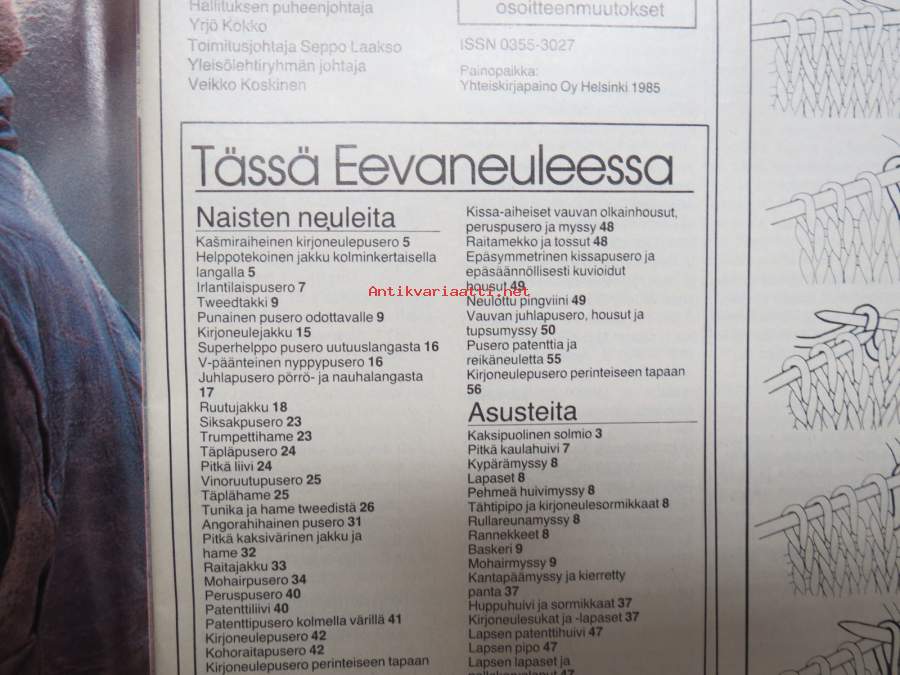 Hallituksen puheenjohtaja
Yrjö Kokko
Toimitusjohtaja Seppo Laakso
Yleisölehtiryhmän johtaja
Veikko Koskinen
osoitteenmuutokset
ISSN 0355-3027
Painopaikka:
Yhteiskirjapaino Oy Helsinki 1985
Tässä Eevaneuleessa
Naisten neuleita
Kašmiraiheinen kirjoneulepusero 5
Helppotekoinen jakku kolminkertaisella
langalla 5
Irlantilaispusero 7
Tweedtakki 9
Punainen pusero odottavalle 9
Kirjoneulejakku 15
Superhelppo pusero uutuuslangasta 16
V-päänteinen nyppypusero 16
Juhlapusero pörrö- ja nauhalangasta
17
Ruutujakku 18
Siksakpusero 23
Trumpettihame 23
Täpläpusero 24
Pitkä liivi 24
Vinoruutupusero 25
Täplähame 25
Tunika ja hame tweedistä 26
Angorahihainen pusero 31
Pitkä kaksivärinen jakku ja
hame 32
Raitajakku 33
Mohairpusero 34
Peruspusero 40
Patenttiliivi 40
Patenttipusero kolmella värillä 41
Kirjoneulepusero 42
Kohoraitapusero 42
Kirjoneulepusero perinteiseen tapaan
Kissa-aiheiset vauvan olkainhousut,
peruspusero ja myssy 48
Raitamekko ja tossut 48
Epäsymmetrinen kissapusero ja
epäsäännöllisesti kuvioidut
housut 49
Antikvariaatti.net
Neulottu pingviini 49
Vauvan juhlapusero, housut ja
tupsumyssy 50
Pusero patenttia ja
reikäneuletta 55
Kirjoneulepusero perinteiseen tapaan
56
Asusteita
Kaksipuolinen solmio 3
Pitkä kaulahuivi 7
Kypärämyssy 8
Lapaset 8
Pehmeä huivimyssy 8
Tähtipipo ja kirjoneulesormikkaat 8
Rullareunamyssy 8
Rannekkeet 8
Baskeri 9
Mohairmyssy 9
Kantapäämyssy ja kierretty
panta 37
Huppuhuivi ja sormikkaat 37
Kirjoneulesukat ja -lapaset 37
Lapsen patenttihuivi 47
Lapsen pipo 47
Lapsen lapaset ja